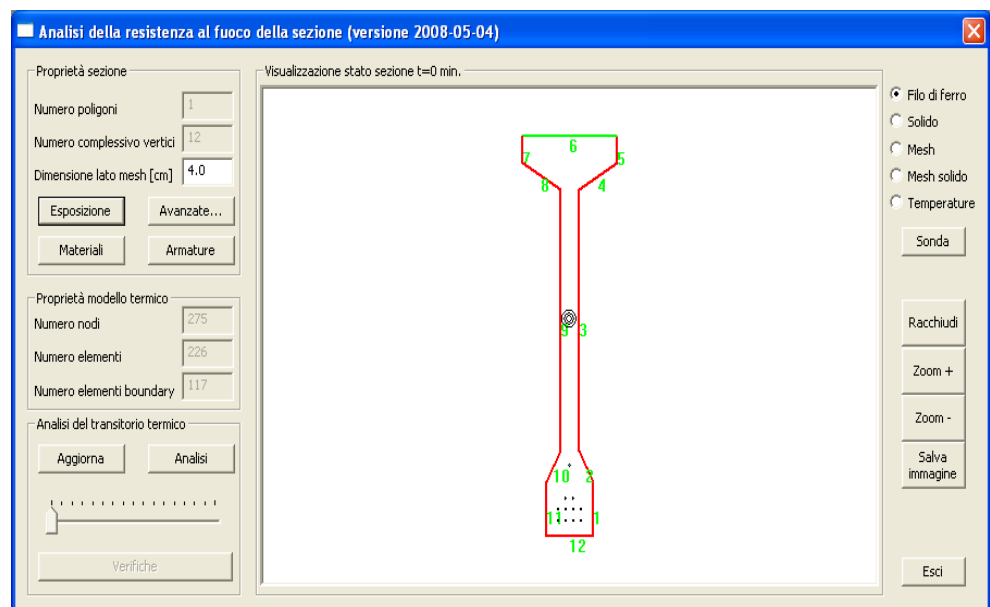 Analisi della resistenza al fuoco della sezione (versione 2008-05-04)
Proprietà sezione
Numero poligoni 1
Numero complessivo vertici 12
Dimensione lato mesh [cm] 4.0
Esposizione Avanzate...
Materiali Armature
Proprietà modello termico
Numero nodi 275
Numero elementi 226
Numero elementi boundary 117
Analisi del transitorio termico
Aggiorna Analisi
Verifiche
Visualizzazione stato sezione t=0 min.
6
7 5
8 4
9 3
10 2
11 1
12
Filo di ferro
Solido
Mesh
Mesh solido
Temperature
Sonda
Racchiudi
Zoom +
Zoom -
Salva
immagine
Esci